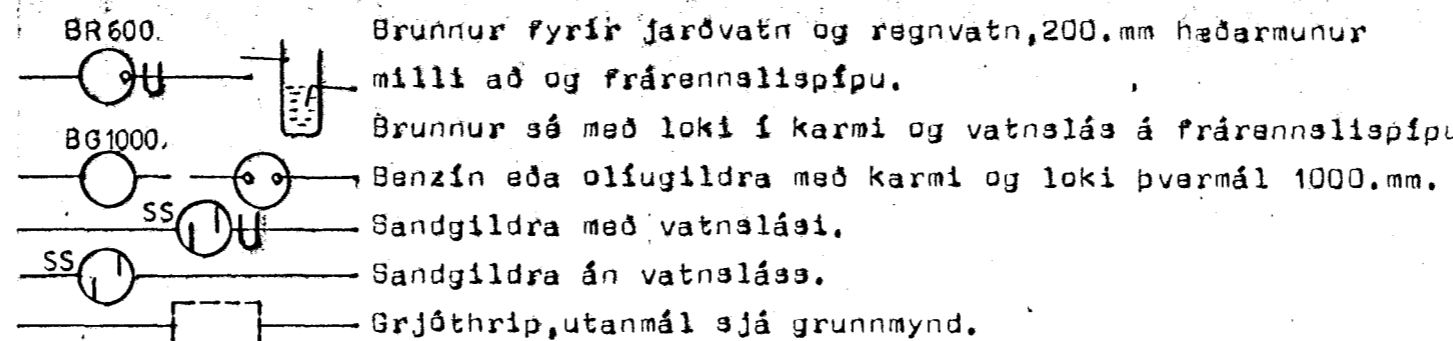 BR600. Brunnur fyrir jarðvatn og regnvatn,200.mm hæðarmunur
milli að og frárennslispípu.
Brunnur sé með loki í karmi og vatnslás á frárennslispípu
BG1000.
Benzín eða olíugildra með karmi og loki þvermál 1000.mm.
SS Sandgildra með vatnslási.
SS Sandgildra án vatnsláss.
Grjóthrip,utanmál sjá grunnmynd.